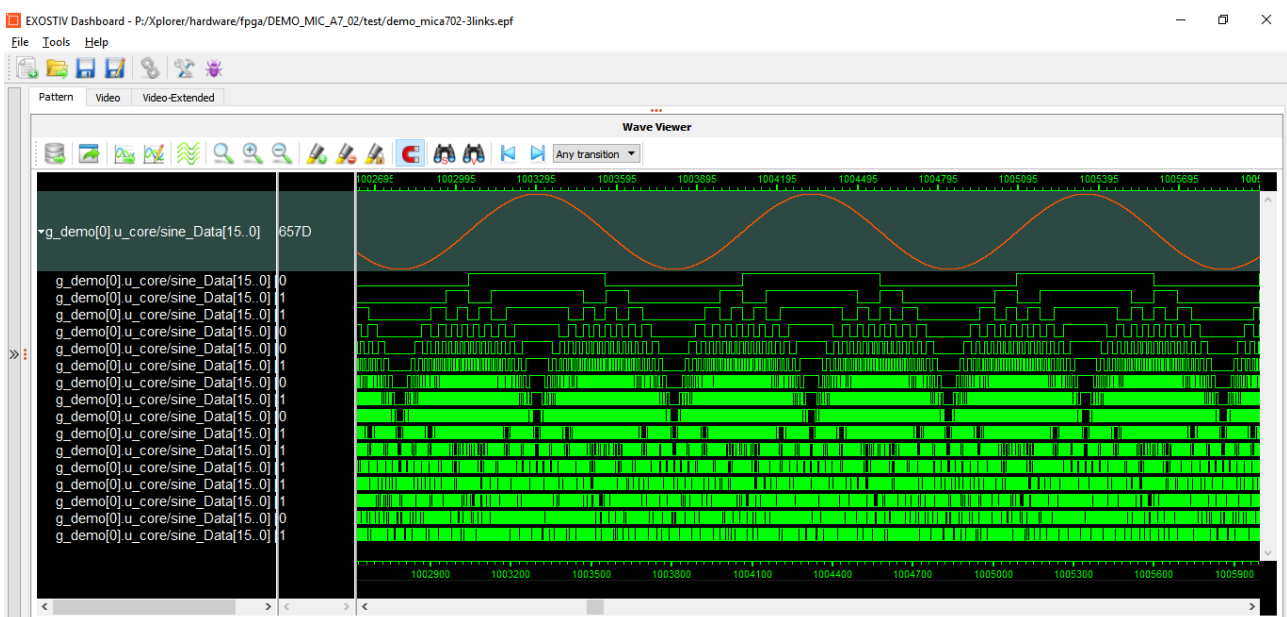 EXOSTIV Dashboard - P:/Xplorer/hardware/fpga/DEMO_MIC_A7_02/test/demo_mica702-3links.epf
File Tools Help
Pattern Video Video-Extended
Wave Viewer
Any transition
1002695 1002995 1003295 1003595 1003895 1004195 1004495 1004795 1005095 1005395 1005695
g_demo[0].u_core/sine_Data[15..0] 657D
g_demo[0].u_core/sine_Data[15..0] 0
g_demo[0].u_core/sine_Data[15..0] 1
g_demo[0].u_core/sine_Data[15..0] 1
g_demo[0].u_core/sine_Data[15..0] 0
g_demo[0].u_core/sine_Data[15..0] 0
g_demo[0].u_core/sine_Data[15..0] 1
g_demo[0].u_core/sine_Data[15..0] 0
g_demo[0].u_core/sine_Data[15..0] 1
g_demo[0].u_core/sine_Data[15..0] 0
g_demo[0].u_core/sine_Data[15..0] 1
g_demo[0].u_core/sine_Data[15..0] 1
g_demo[0].u_core/sine_Data[15..0] 1
g_demo[0].u_core/sine_Data[15..0] 1
g_demo[0].u_core/sine_Data[15..0] 1
g_demo[0].u_core/sine_Data[15..0] 0
g_demo[0].u_core/sine_Data[15..0] 1
1002900 1003200 1003500 1003800 1004100 1004400 1004700 1005000 1005300 1005600 1005900